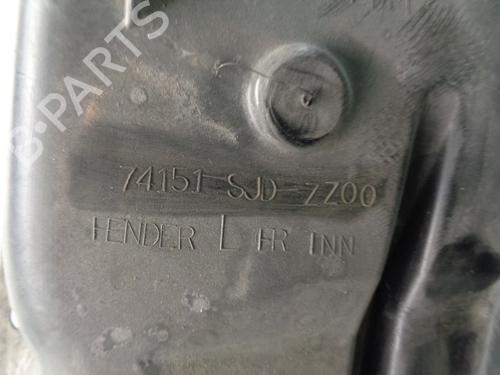 B-PARTS
74151 SJD ZZ00
FENDER L FR INN